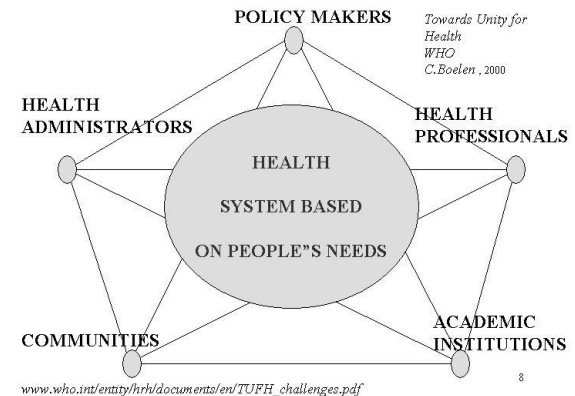 POLICY MAKERS
Towards Unity for
Health
WHO
C.Boelen , 2000
HEALTH
ADMINISTRATORS
HEALTH
PROFESSIONALS
HEALTH
SYSTEM BASED
ON PEOPLE"S NEEDS
COMMUNITIES
ACADEMIC
INSTITUTIONS
8
www.who.int/entity/hrh/documents/en/TUFH_challenges.pdf